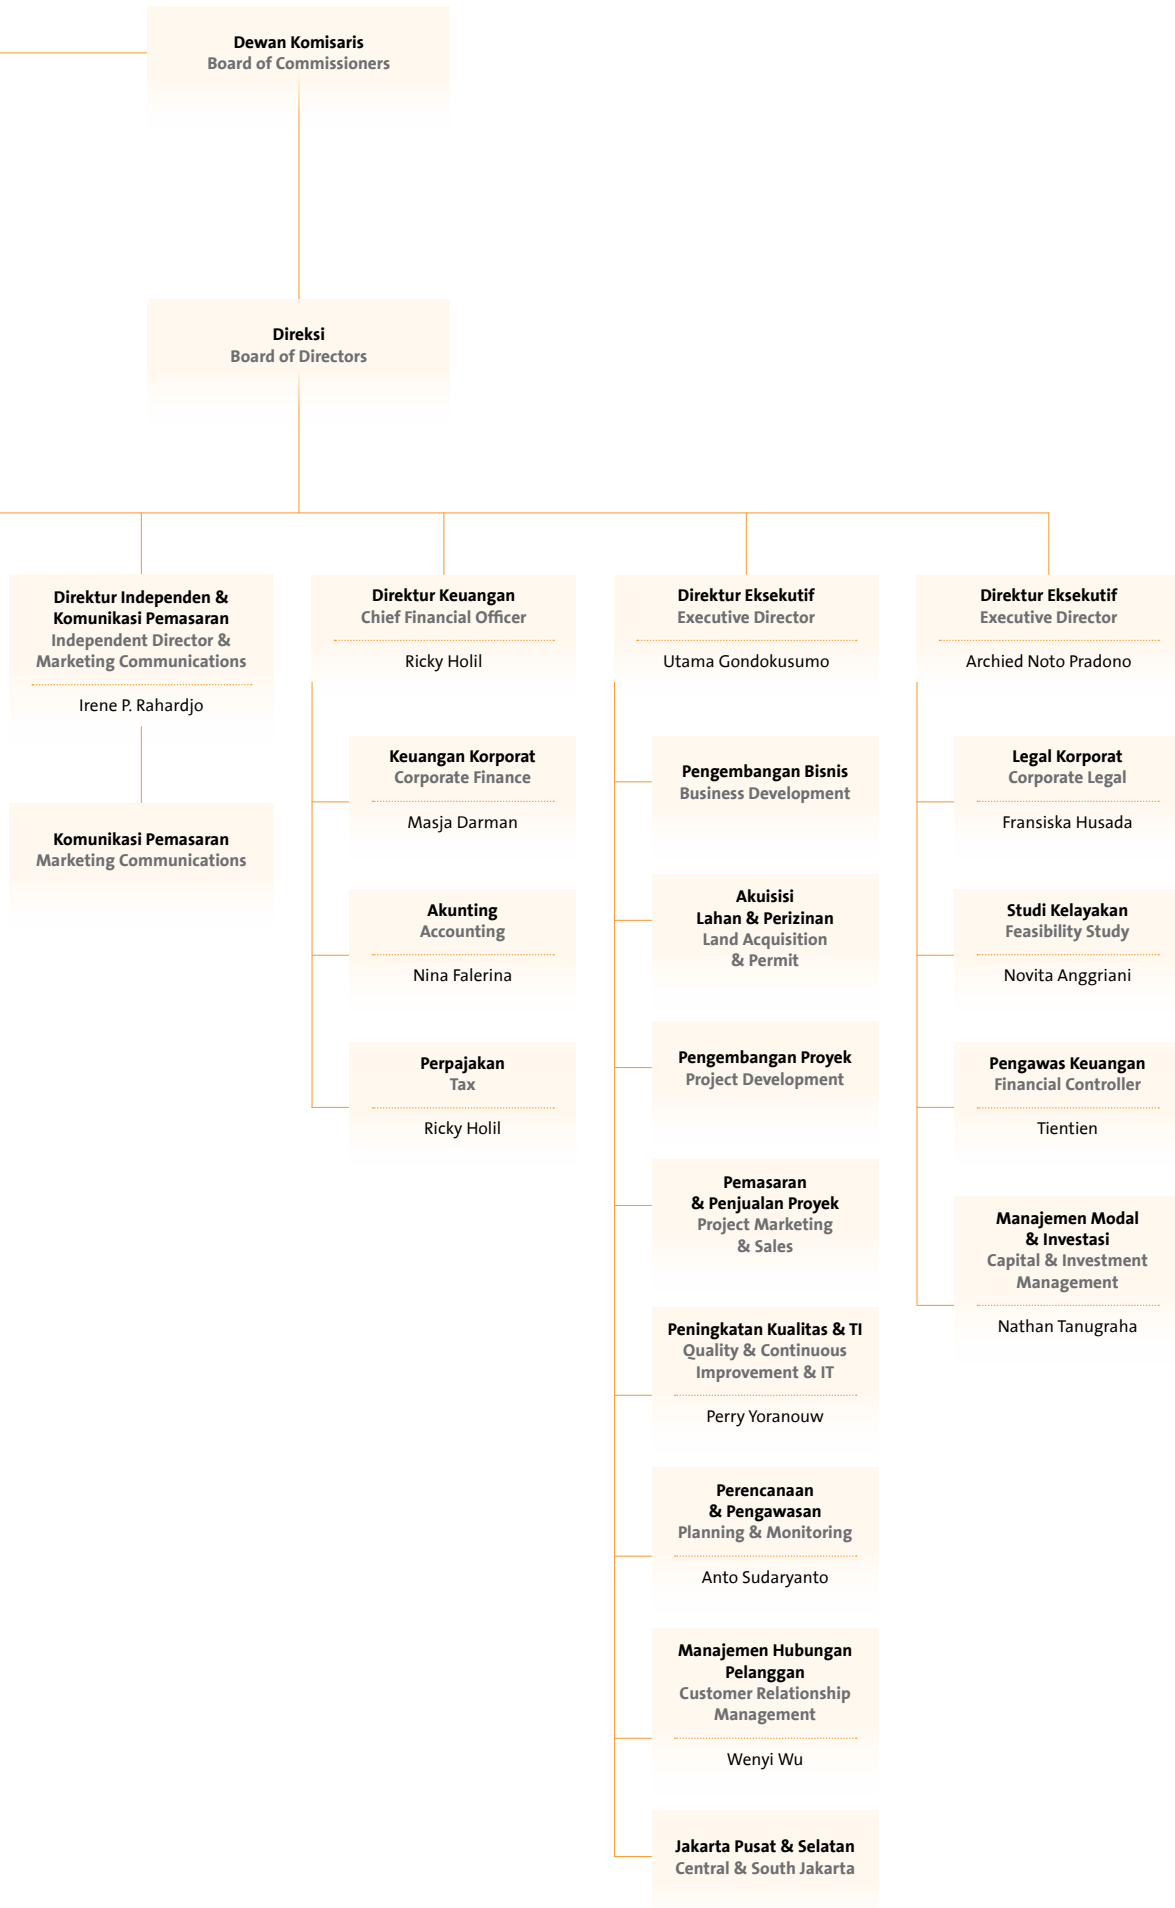 Dewan Komisaris
Board of Commissioners
Direksi
Board of Directors
Direktur Independen &
Komunikasi Pemasaran
Independent Director &
Marketing Communications
Irene P. Rahardjo
Komunikasi Pemasaran
Marketing Communications
Direktur Keuangan
Chief Financial Officer
Ricky Holil
Keuangan Korporat
Corporate Finance
Masja Darman
Akunting
Accounting
Nina Falerina
Perpajakan
Tax
Ricky Holil
Direktur Eksekutif
Executive Director
Utama Gondokusumo
Pengembangan Bisnis
Business Development
Akuisisi
Lahan & Perizinan
Land Acquisition
& Permit
Pengembangan Proyek
Project Development
Pemasaran
& Penjualan Proyek
Project Marketing
& Sales
Peningkatan Kualitas & TI
Quality & Continuous
Improvement & IT
Perry Yoranouw
Perencanaan
& Pengawasan
Planning & Monitoring
Anto Sudaryanto
Manajemen Hubungan
Pelanggan
Customer Relationship
Management
Wenyi Wu
Jakarta Pusat & Selatan
Central & South Jakarta
Direktur Eksekutif
Executive Director
Archied Noto Pradono
Legal Korporat
Corporate Legal
Fransiska Husada
Studi Kelayakan
Feasibility Study
Novita Anggriani
Pengawas Keuangan
Financial Controller
Tientien
Manajemen Modal
& Investasi
Capital & Investment
Management
Nathan Tanugraha